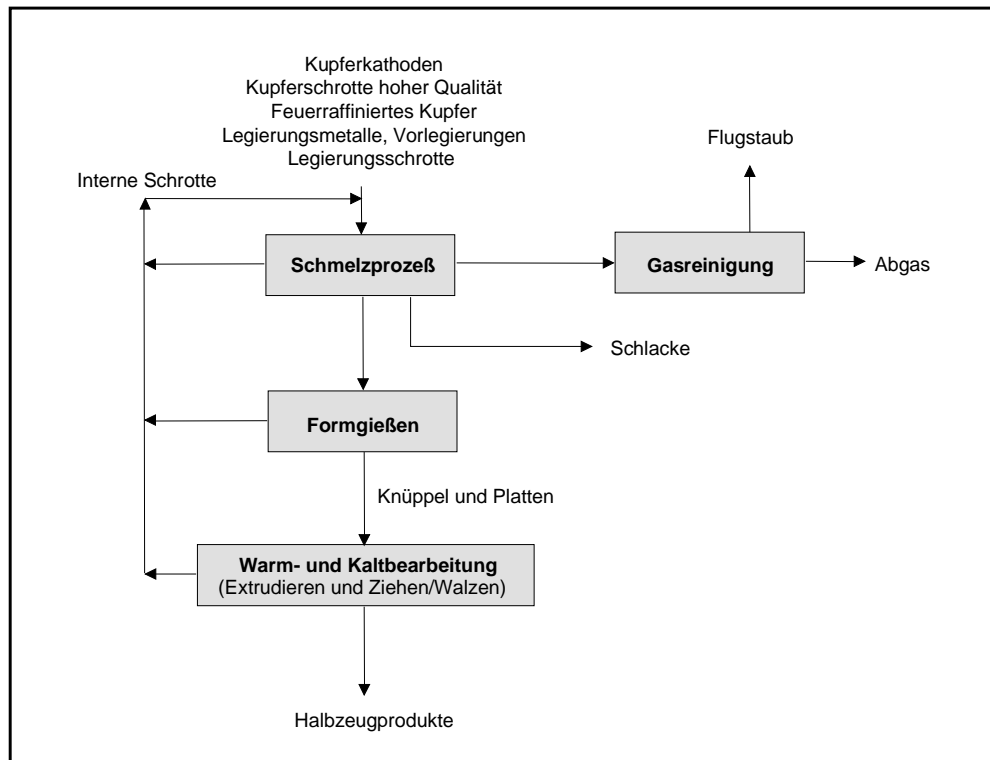 Kupferkathoden
Kupferschrotte hoher Qualität
Feuerraffiniertes Kupfer
Legierungsmetalle, Vorlegierungen
Legierungsschrotte
Flugstaub
Interne Schrotte
Schmelzprozeß
Gasreinigung
Abgas
Schlacke
Formgießen
Knüppel und Platten
Warm- und Kaltbearbeitung
(Extrudieren und Ziehen/Walzen)
Halbzeugprodukte